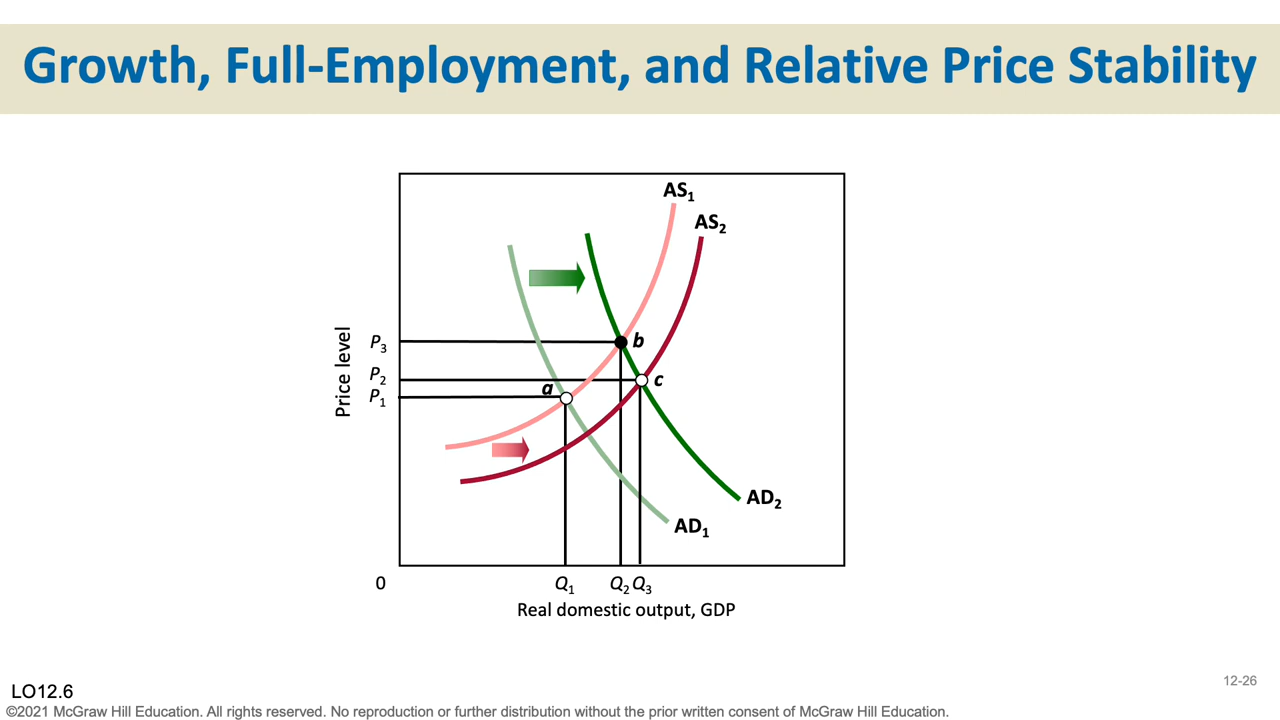 Growth, Full-Employment, and Relative Price Stability
AS₁
AS₂
Price level
P₃
P₂
P₁
a
b
c
AD₂
AD₁
0
Q₁
Q₂
Q₃
Real domestic output, GDP
12-26
LO12.6
©2021 McGraw Hill Education. All rights reserved. No reproduction or further distribution without the prior written consent of McGraw Hill Education.